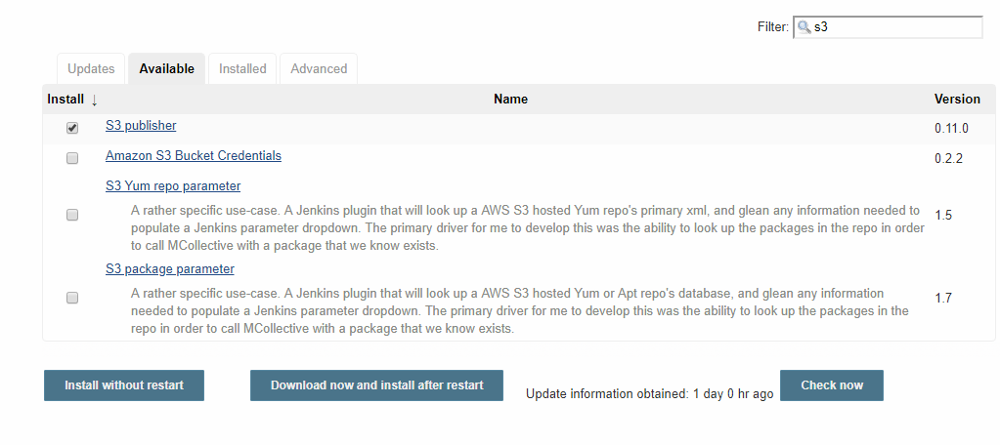 Filter: s3
Updates Available Installed Advanced
Install ↓ Name Version
S3 publisher 0.11.0
Amazon S3 Bucket Credentials 0.2.2
S3 Yum repo parameter
A rather specific use-case. A Jenkins plugin that will look up a AWS S3 hosted Yum repo's primary xml, and glean any information needed to
populate a Jenkins parameter dropdown. The primary driver for me to develop this was the ability to look up the packages in the repo in order 1.5
to call MCollective with a package that we know exists.
S3 package parameter
A rather specific use-case. A Jenkins plugin that will look up a AWS S3 hosted Yum or Apt repo's database, and glean any information
needed to populate a Jenkins parameter dropdown. The primary driver for me to develop this was the ability to look up the packages in the 1.7
repo in order to call MCollective with a package that we know exists.
Install without restart Download now and install after restart Update information obtained: 1 day 0 hr ago Check now